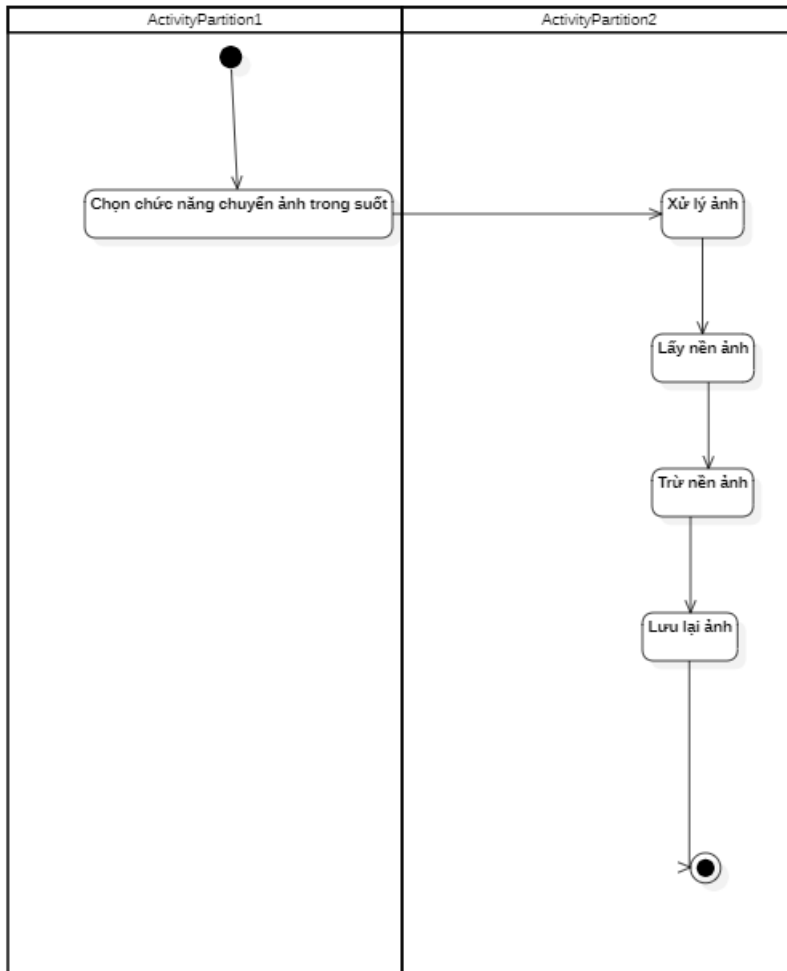 ActivityPartition1
ActivityPartition2
Chọn chức năng chuyển ảnh trong suốt
Xử lý ảnh
Lấy nền ảnh
Trừ nền ảnh
Lưu lại ảnh